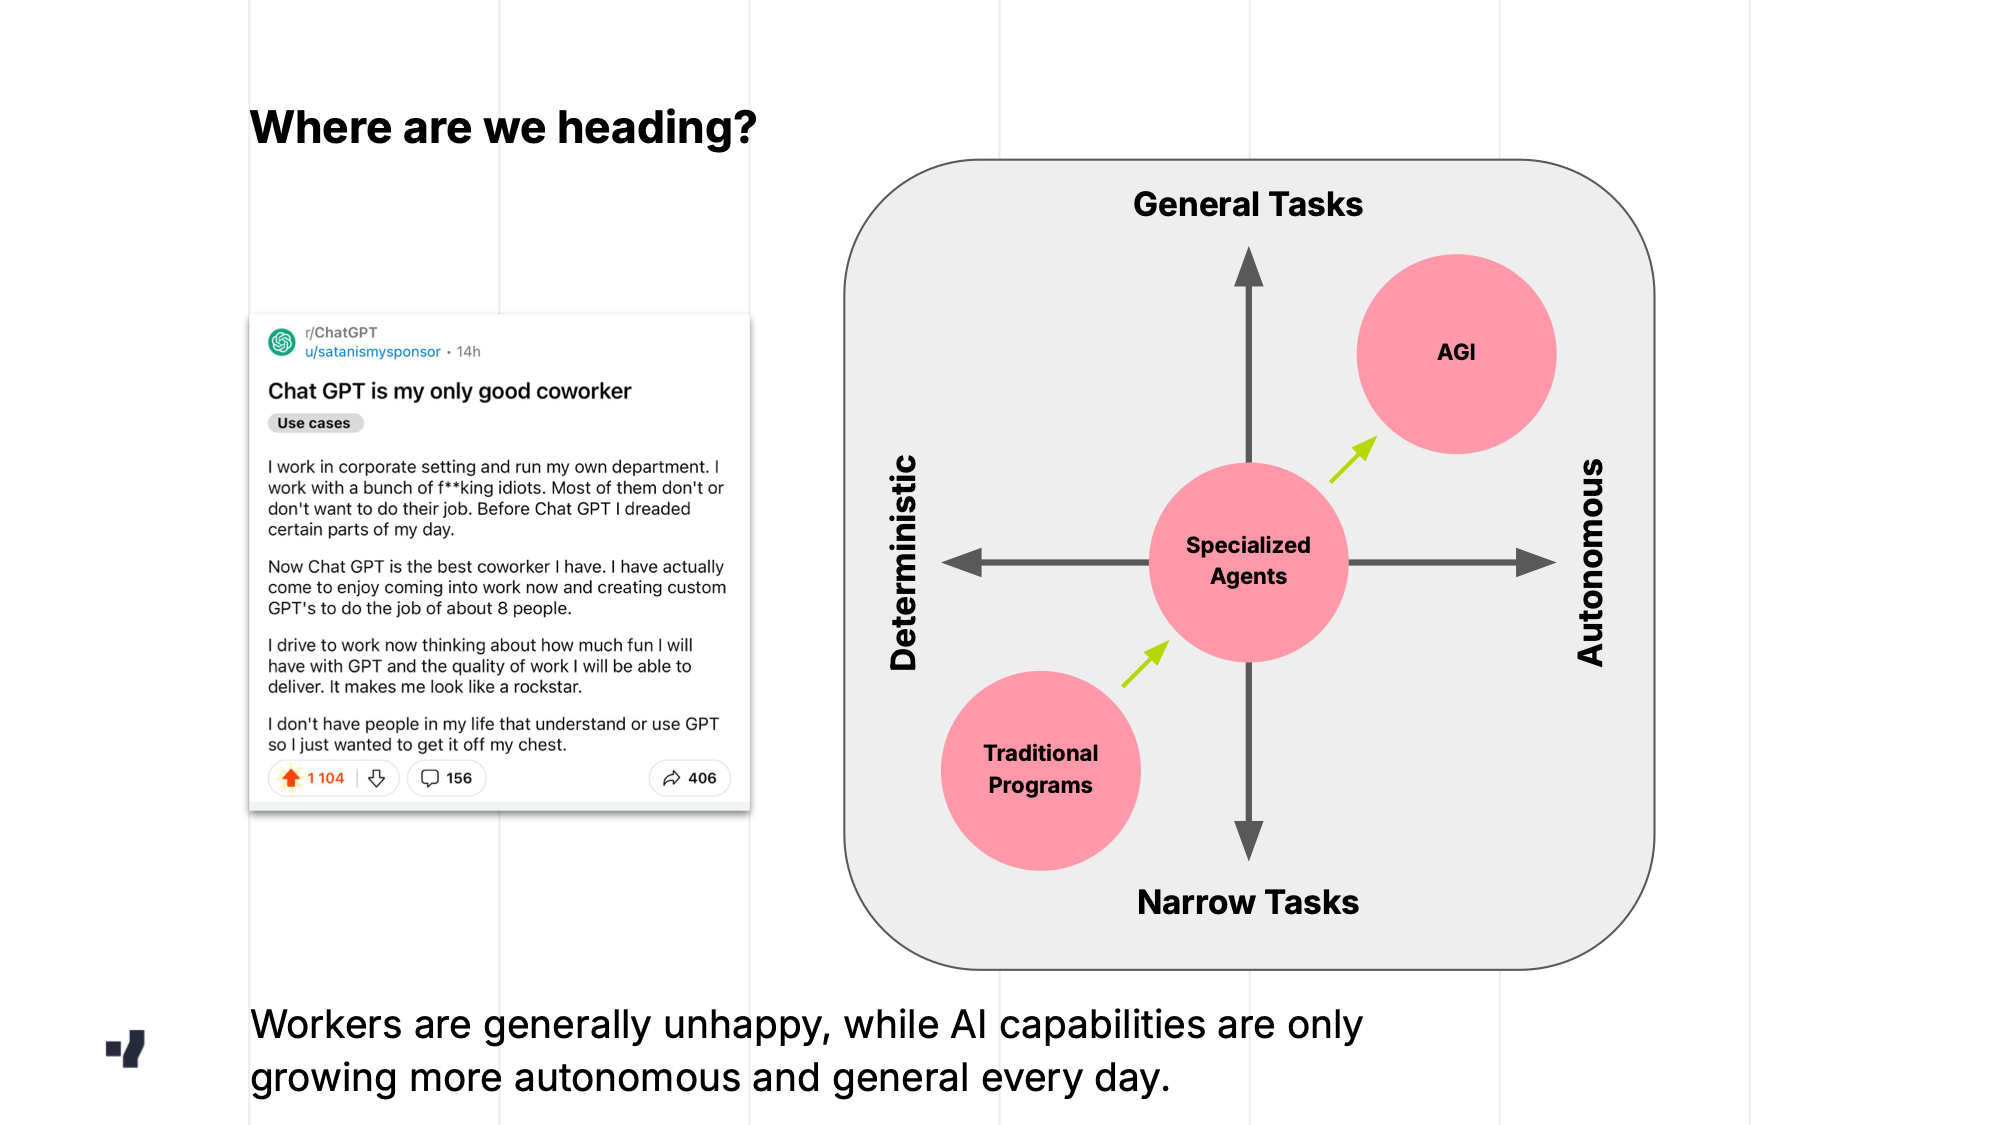 Where are we heading?
r/ChatGPT
u/satanismysponsor • 14h
Chat GPT is my only good coworker
Use cases
I work in corporate setting and run my own department. I
work with a bunch of f**king idiots. Most of them don't or
don't want to do their job. Before Chat GPT I dreaded
certain parts of my day.
Now Chat GPT is the best coworker I have. I have actually
come to enjoy coming into work now and creating custom
GPT's to do the job of about 8 people.
I drive to work now thinking about how much fun I will
have with GPT and the quality of work I will be able to
deliver. It makes me look like a rockstar.
I don't have people in my life that understand or use GPT
so I just wanted to get it off my chest.
1 104
156
406
General Tasks
AGI
Deterministic
Specialized
Agents
Autonomous
Traditional
Programs
Narrow Tasks
Workers are generally unhappy, while AI capabilities are only
growing more autonomous and general every day.